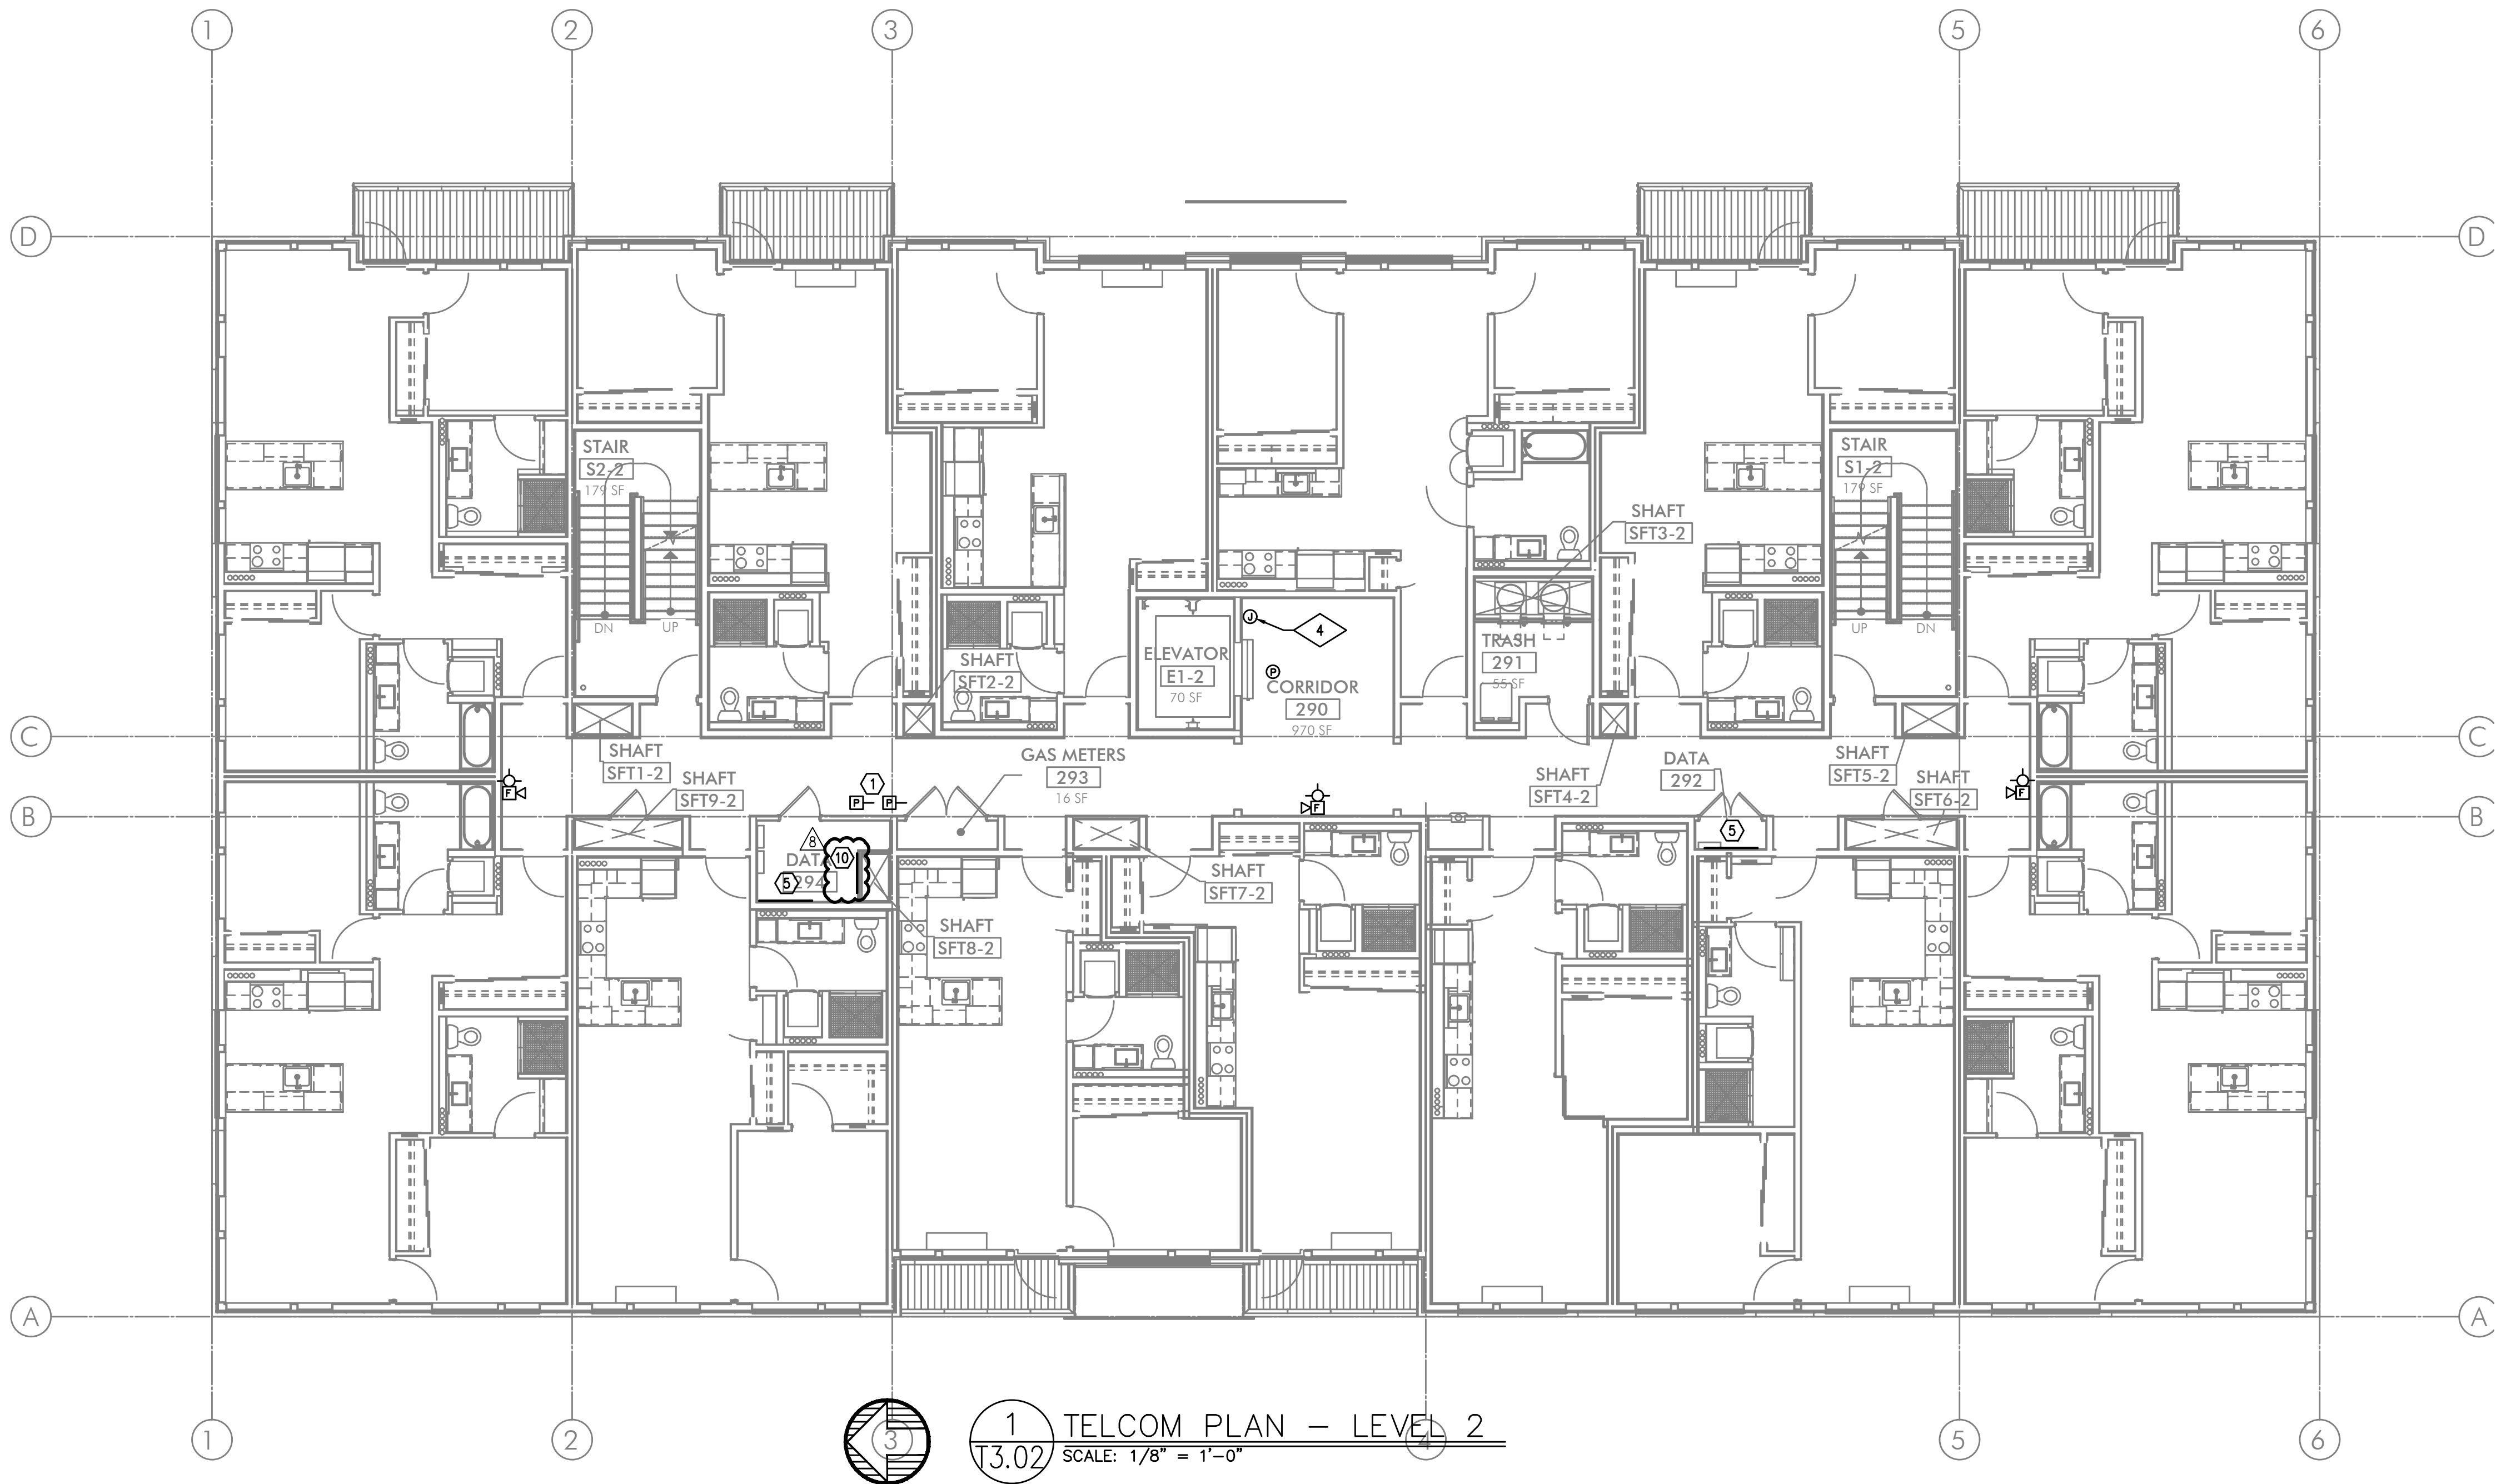 1
2
3
5
6
D
D
STAIR
S2-2
179 SF
STAIR
S1-2
179 SF
SHAFT
SFT3-2
DN
UP
UP
DN
J
4
TRASH
291
55 SF
ELEVATOR
E1-2
70 SF
P
CORRIDOR
290
970 SF
SHAFT
SFT2-2
C
C
SHAFT
SFT1-2
GAS METERS
293
16 SF
DATA
292
SHAFT
SFT5-2
SHAFT
SFT9-2
SHAFT
SFT4-2
SHAFT
SFT6-2
1
P
P
F
F
F
B
B
8
DATA
294
10
5
5
SHAFT
SFT7-2
SHAFT
SFT8-2
A
A
1
2
3
4
5
6
1
T3.02
TELCOM PLAN – LEVEL 2
SCALE: 1/8" = 1'-0"